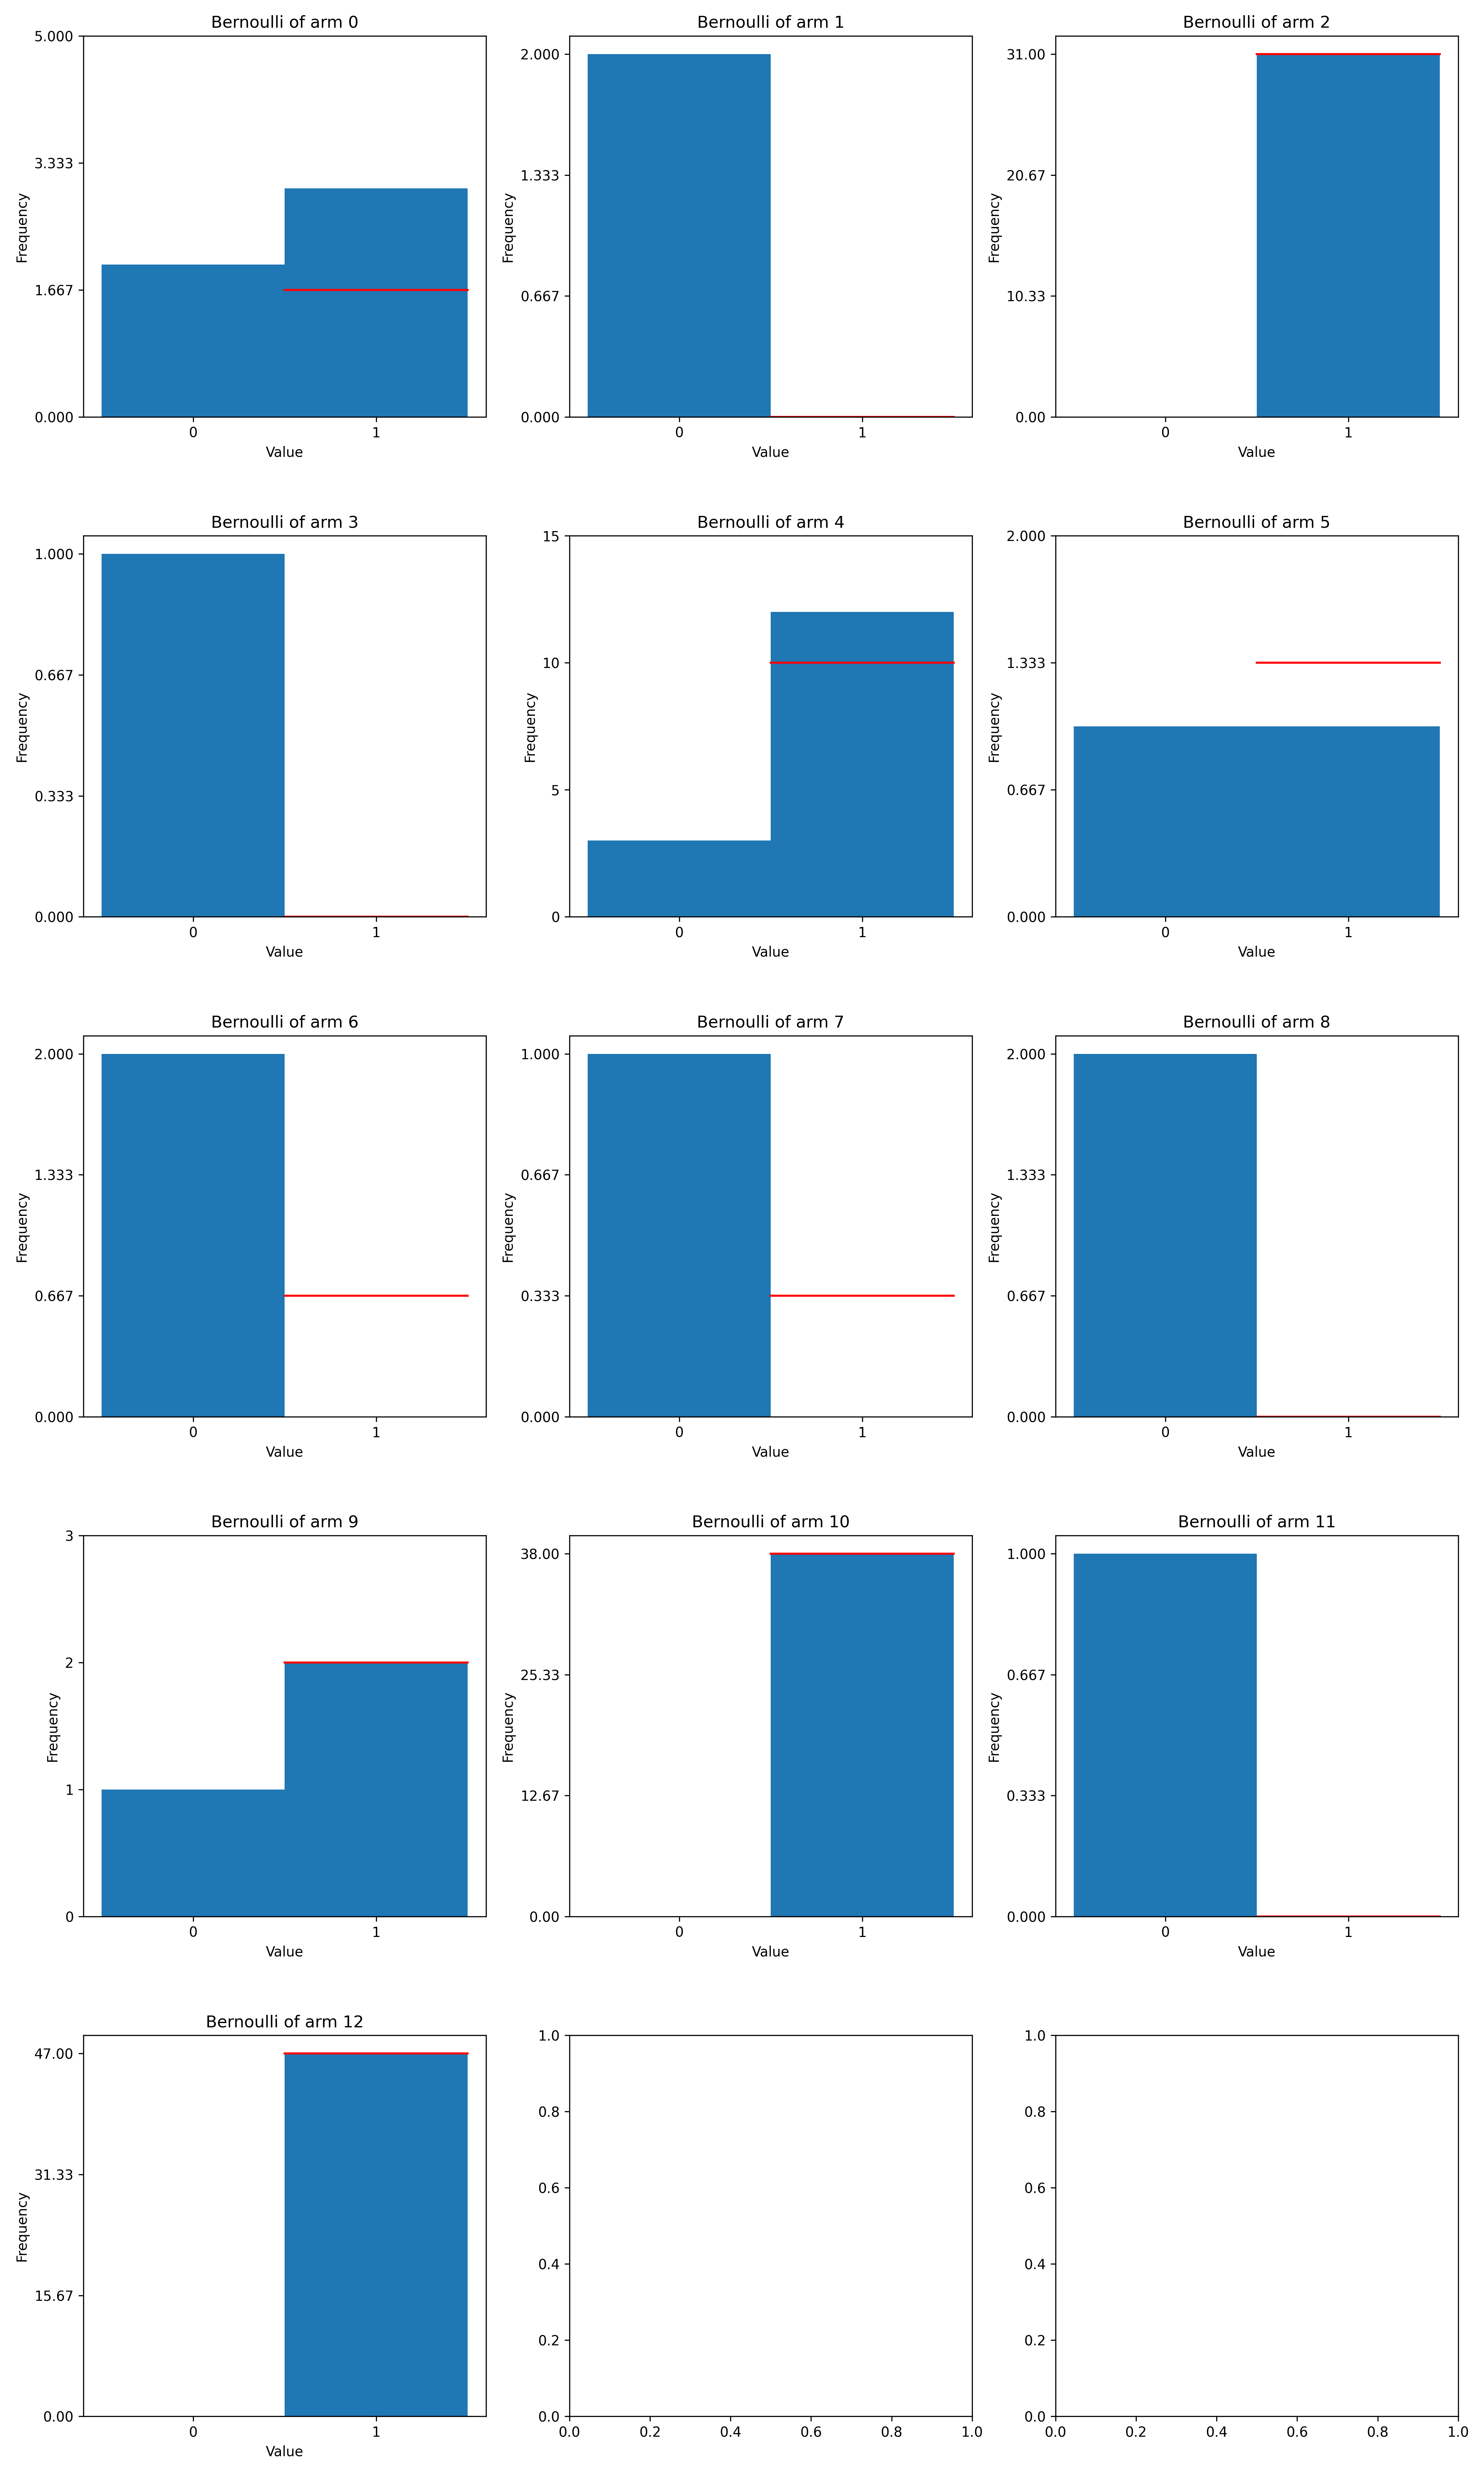 Bernoulli of arm 0
5.000
3.333
1.667
0.000
Frequency
0 1
Value
Bernoulli of arm 1
2.000
1.333
0.667
0.000
Frequency
0 1
Value
Bernoulli of arm 2
31.00
20.67
10.33
0.00
Frequency
0 1
Value
Bernoulli of arm 3
1.000
0.667
0.333
0.000
Frequency
0 1
Value
Bernoulli of arm 4
15
10
5
0
Frequency
0 1
Value
Bernoulli of arm 5
2.000
1.333
0.667
0.000
Frequency
0 1
Value
Bernoulli of arm 6
2.000
1.333
0.667
0.000
Frequency
0 1
Value
Bernoulli of arm 7
1.000
0.667
0.333
0.000
Frequency
0 1
Value
Bernoulli of arm 8
2.000
1.333
0.667
0.000
Frequency
0 1
Value
Bernoulli of arm 9
3
2
1
0
Frequency
0 1
Value
Bernoulli of arm 10
38.00
25.33
12.67
0.00
Frequency
0 1
Value
Bernoulli of arm 11
1.000
0.667
0.333
0.000
Frequency
0 1
Value
Bernoulli of arm 12
47.00
31.33
15.67
0.00
Frequency
0 1
Value
1.0
0.8
0.6
0.4
0.2
0.0
0.0 0.2 0.4 0.6 0.8 1.0
1.0
0.8
0.6
0.4
0.2
0.0
0.0 0.2 0.4 0.6 0.8 1.0